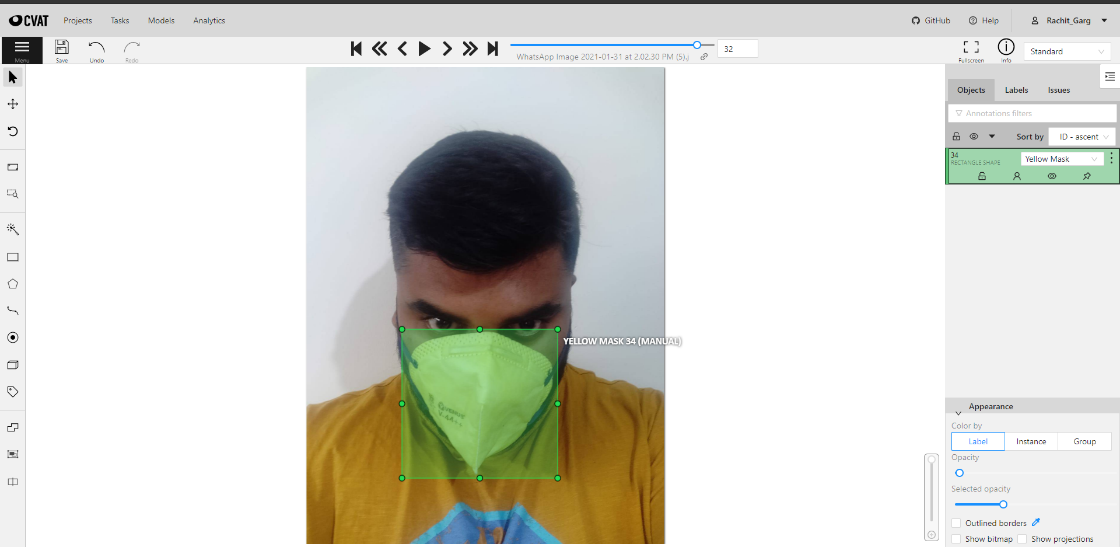 CVAT Projects Tasks Models Analytics GitHub Help Rachit_Garg
Menu Save Undo Redo 32 Fullscreen Info Standard
WhatsApp Image 2021-01-31 at 2.02.30 PM (5).j
Objects Labels Issues
Annotations filters
Sort by ID - ascent
34 Yellow Mask
RECTANGLE SHAPE
YELLOW MASK 34 (MANUAL)
Appearance
Color by
Label Instance Group
Opacity
Selected opacity
Outlined borders
Show bitmap Show projections